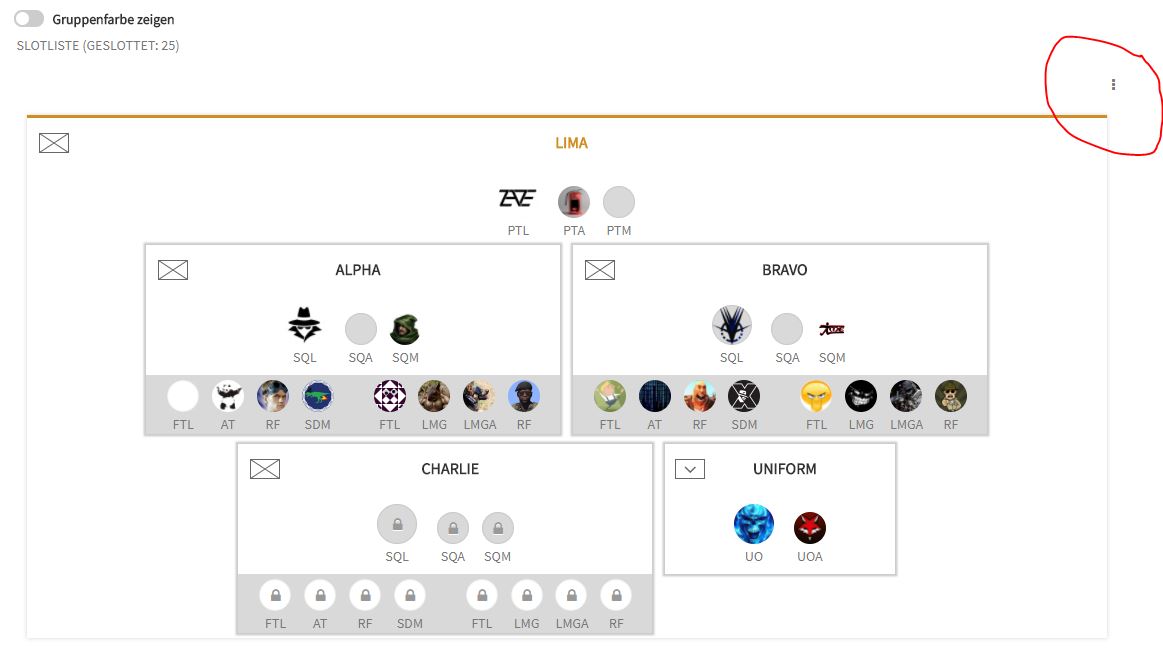 Gruppenfarbe zeigen
SLOTLISTE (GESLOTTET: 25)
LIMA
PTL PTA PTM
ALPHA
SQL SQA SQM
FTL AT RF SDM FTL LMG LMGA RF
BRAVO
SQL SQA SQM
FTL AT RF SDM FTL LMG LMGA RF
CHARLIE
SQL SQA SQM
FTL AT RF SDM FTL LMG LMGA RF
UNIFORM
UO UOA